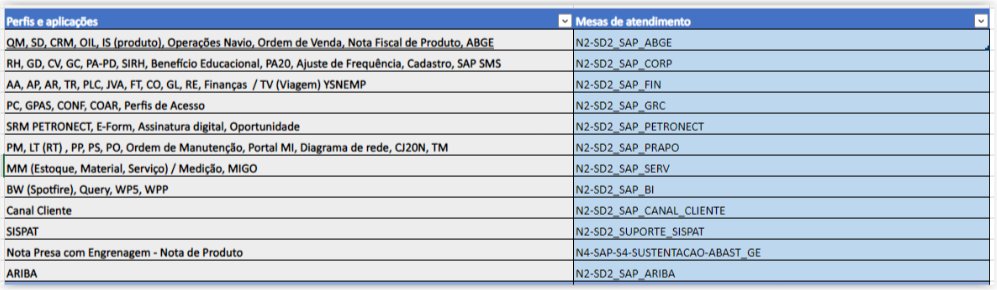 Perfis e aplicações Mesas de atendimento
QM, SD, CRM, OIL, IS (produto), Operações Navio, Ordem de Venda, Nota Fiscal de Produto, ABGE N2-SD2_SAP_ABGE
RH, GD, CV, GC, PA-PD, SIRH, Benefício Educacional, PA20, Ajuste de Frequência, Cadastro, SAP SMS N2-SD2_SAP_CORP
AA, AP, AR, TR, PLC, JVA, FT, CO, GL, RE, Finanças / TV (Viagem) YSNEMP N2-SD2_SAP_FIN
PC, GPAS, CONF, COAR, Perfis de Acesso N2-SD2_SAP_GRC
SRM PETRONECT, E-Form, Assinatura digital, Oportunidade N2-SD2_SAP_PETRONECT
PM, LT (RT) , PP, PS, PO, Ordem de Manutenção, Portal MI, Diagrama de rede, CJ20N, TM N2-SD2_SAP_PRAPO
MM (Estoque, Material, Serviço) / Medição, MIGO N2-SD2_SAP_SERV
BW (Spotfire), Query, WP5, WPP N2-SD2_SAP_BI
Canal Cliente N2-SD2_SAP_CANAL_CLIENTE
SISPAT N2-SD2_SUPORTE_SISPAT
Nota Presa com Engrenagem - Nota de Produto N4-SAP-S4-SUSTENTACAO-ABAST_GE
ARIBA N2-SD2_SAP_ARIBA